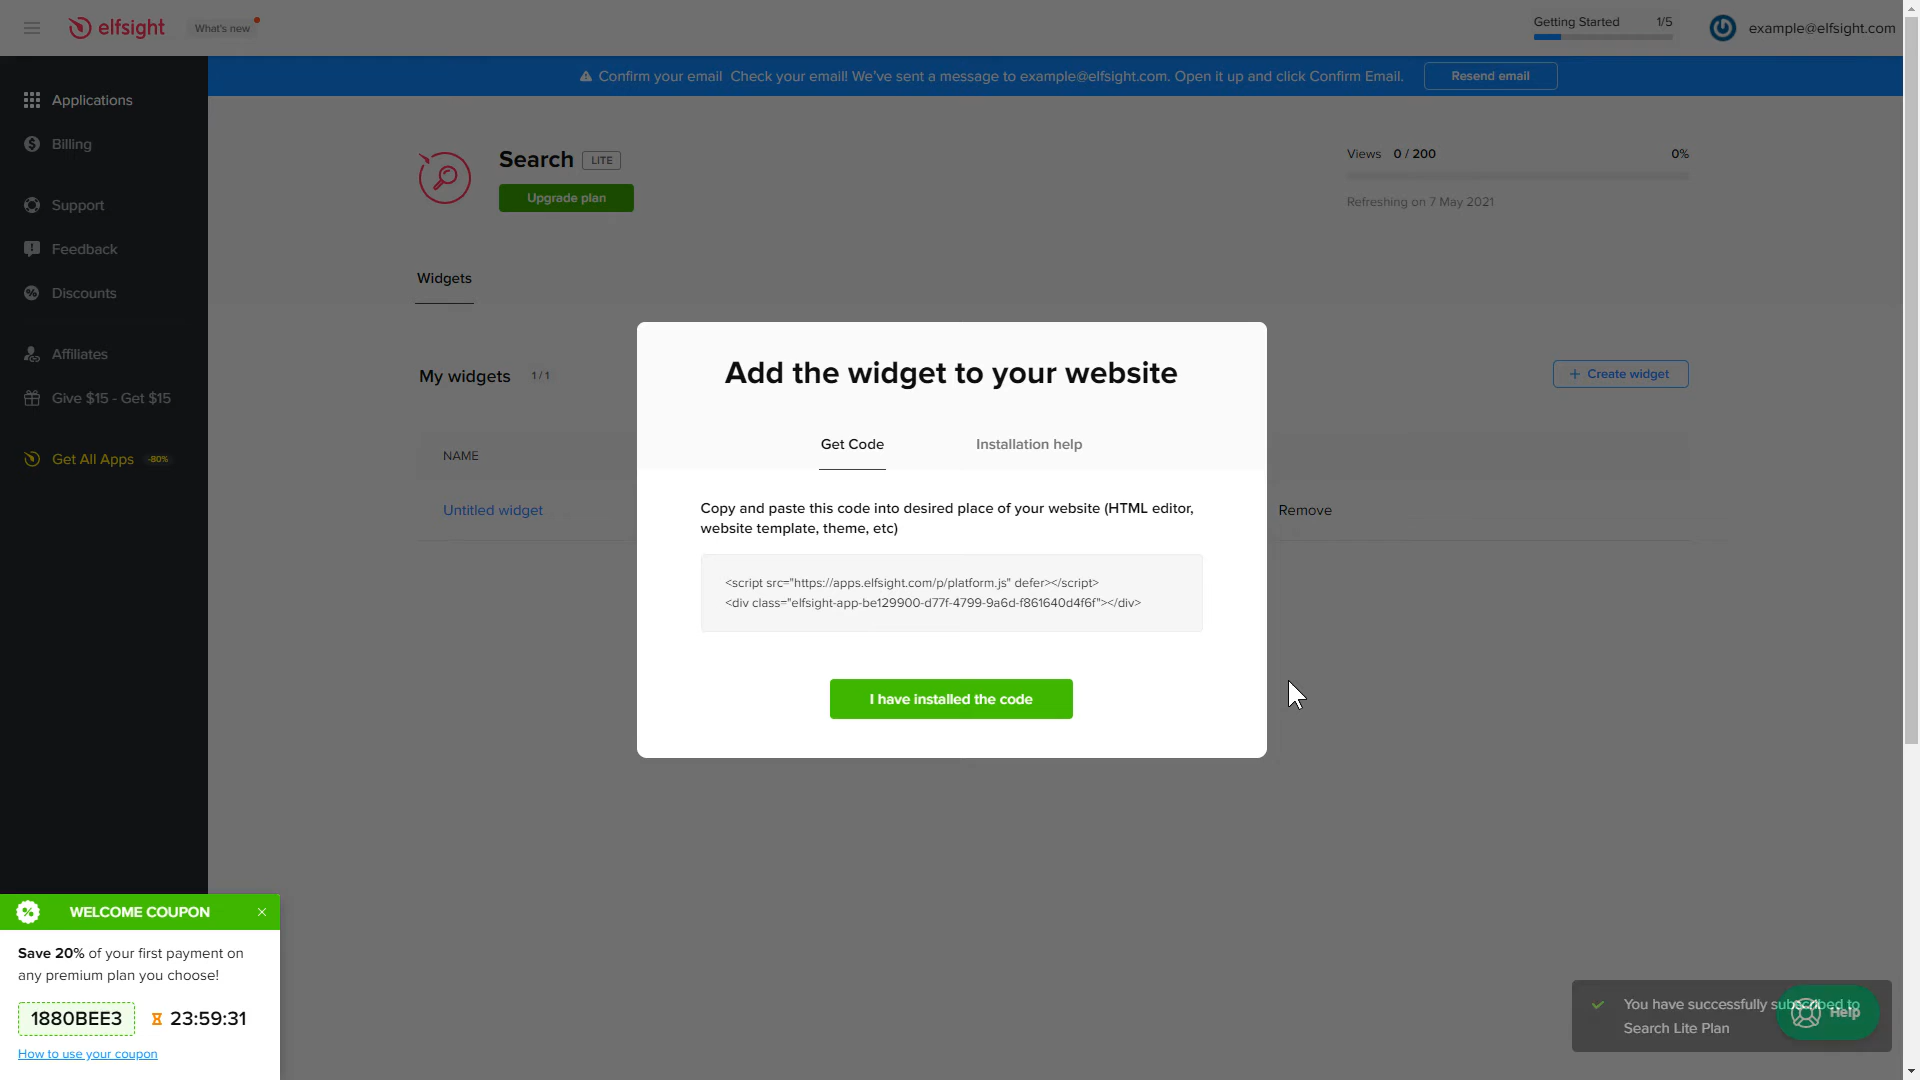 elfsight
What's new
Getting Started 1/5
example@elfsight.com
Confirm your email Check your email! We've sent a message to example@elfsight.com. Open it up and click Confirm Email.
Resend email
Applications
Billing
Support
Feedback
Discounts
Affiliates
Give $15 - Get $15
Get All Apps -80%
Search LITE
Upgrade plan
Views 0 / 200 0%
Refreshing on 7 May 2021
Widgets
My widgets 1 / 1
+ Create widget
NAME
Untitled widget
Remove
Add the widget to your website
Get Code Installation help
Copy and paste this code into desired place of your website (HTML editor,
website template, theme, etc)
<script src="https://apps.elfsight.com/p/platform.js" defer></script>
<div class="elfsight-app-be129900-d77f-4799-9a6d-f861640d4f6f"></div>
I have installed the code
WELCOME COUPON
Save 20% of your first payment on
any premium plan you choose!
1880BEE3 23:59:31
How to use your coupon
You have successfully subscribed to
Search Lite Plan
Help